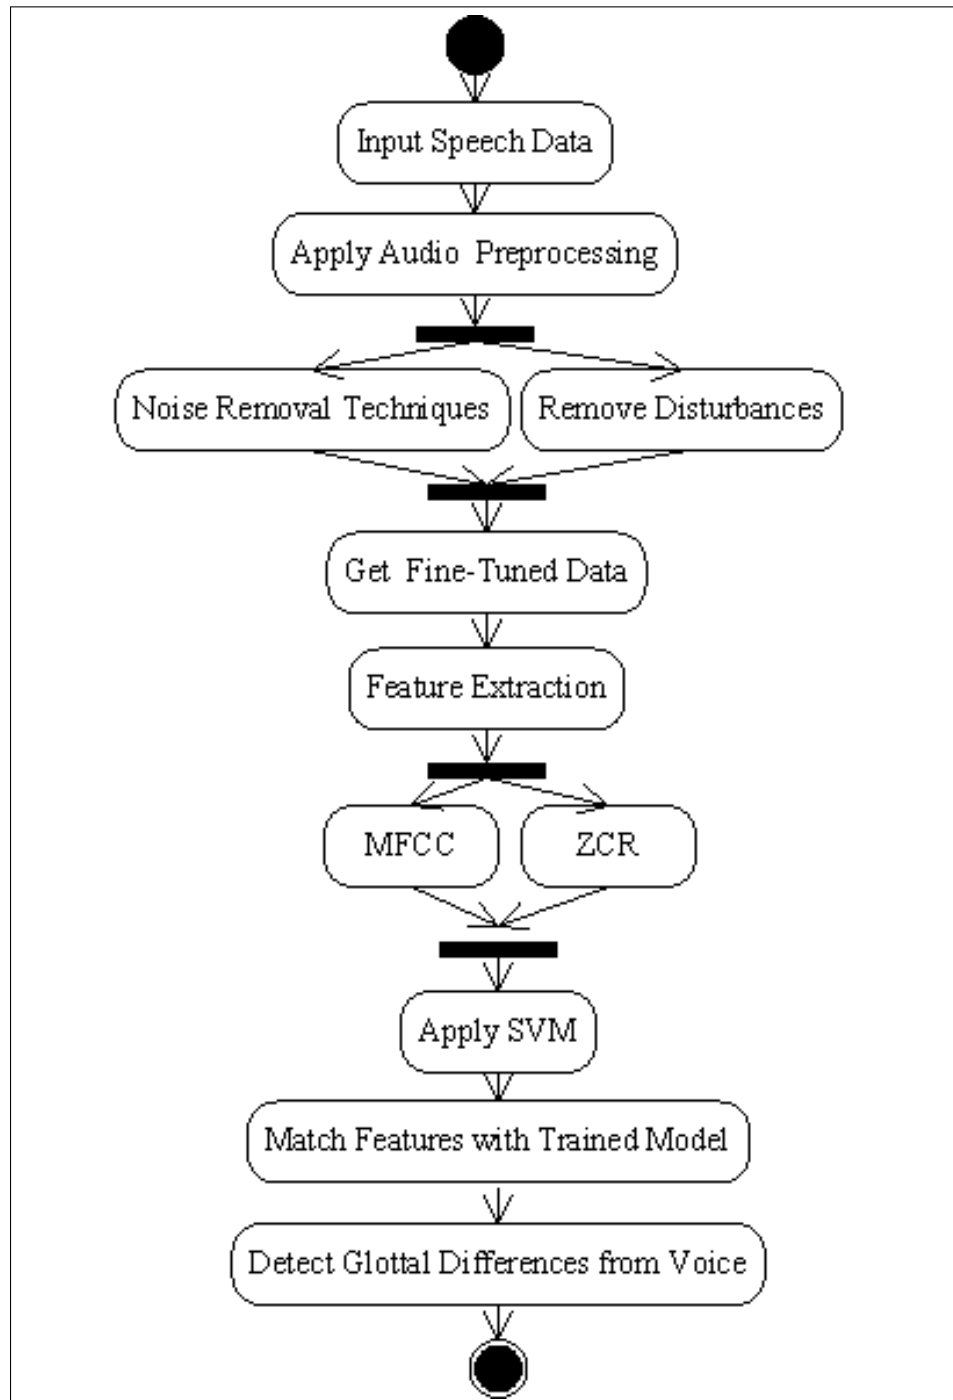 Input Speech Data
Apply Audio Preprocessing
Noise Removal Techniques
Remove Disturbances
Get Fine-Tuned Data
Feature Extraction
MFCC
ZCR
Apply SVM
Match Features with Trained Model
Detect Glottal Differences from Voice